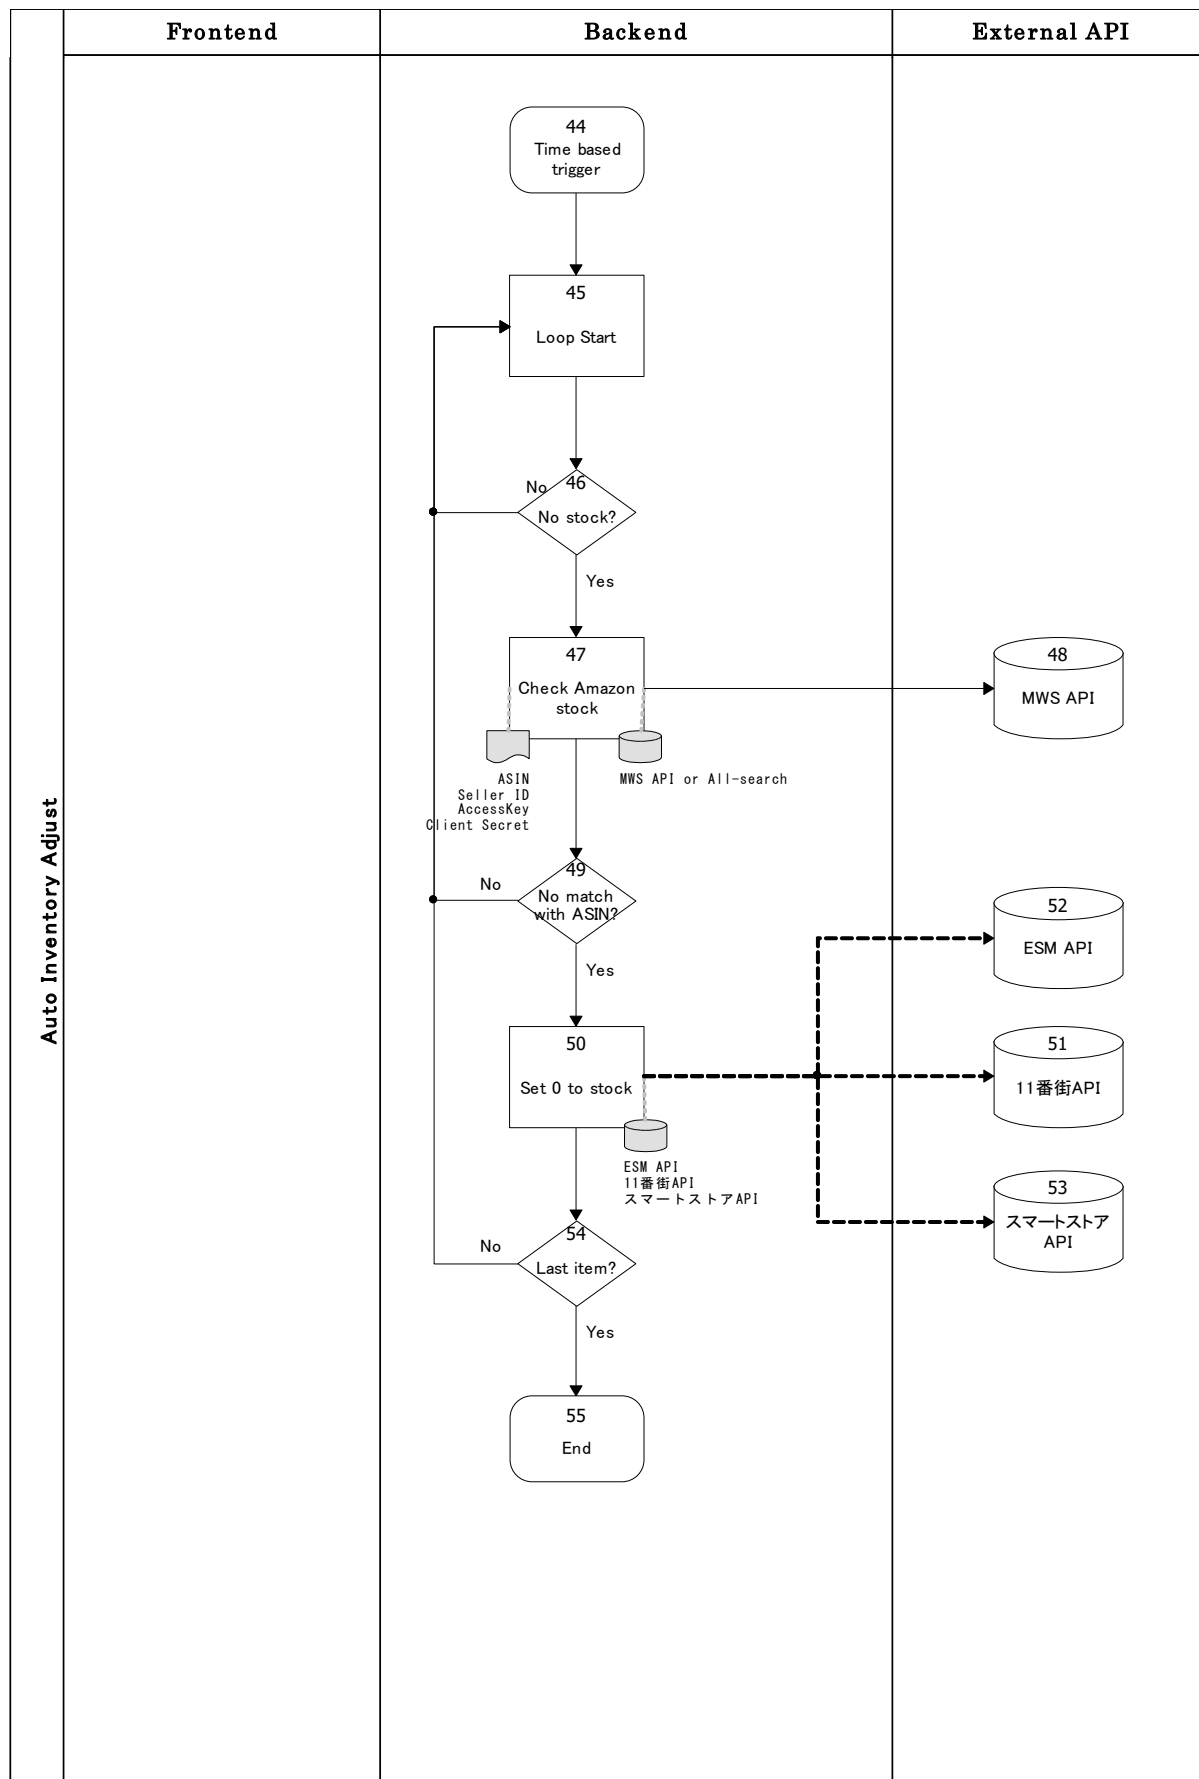 Frontend
Backend
External API
Auto Inventory Adjust
44
Time based
trigger
45
Loop Start
46
No
No stock?
Yes
47
Check Amazon
stock
48
MWS API
ASIN
Seller ID
AccessKey
Client Secret
MWS API or All-search
49
No
No match
with ASIN?
Yes
52
ESM API
50
Set 0 to stock
51
11番街API
ESM API
11番街API
スマートストアAPI
53
スマートストア
API
54
No
Last item?
Yes
55
End